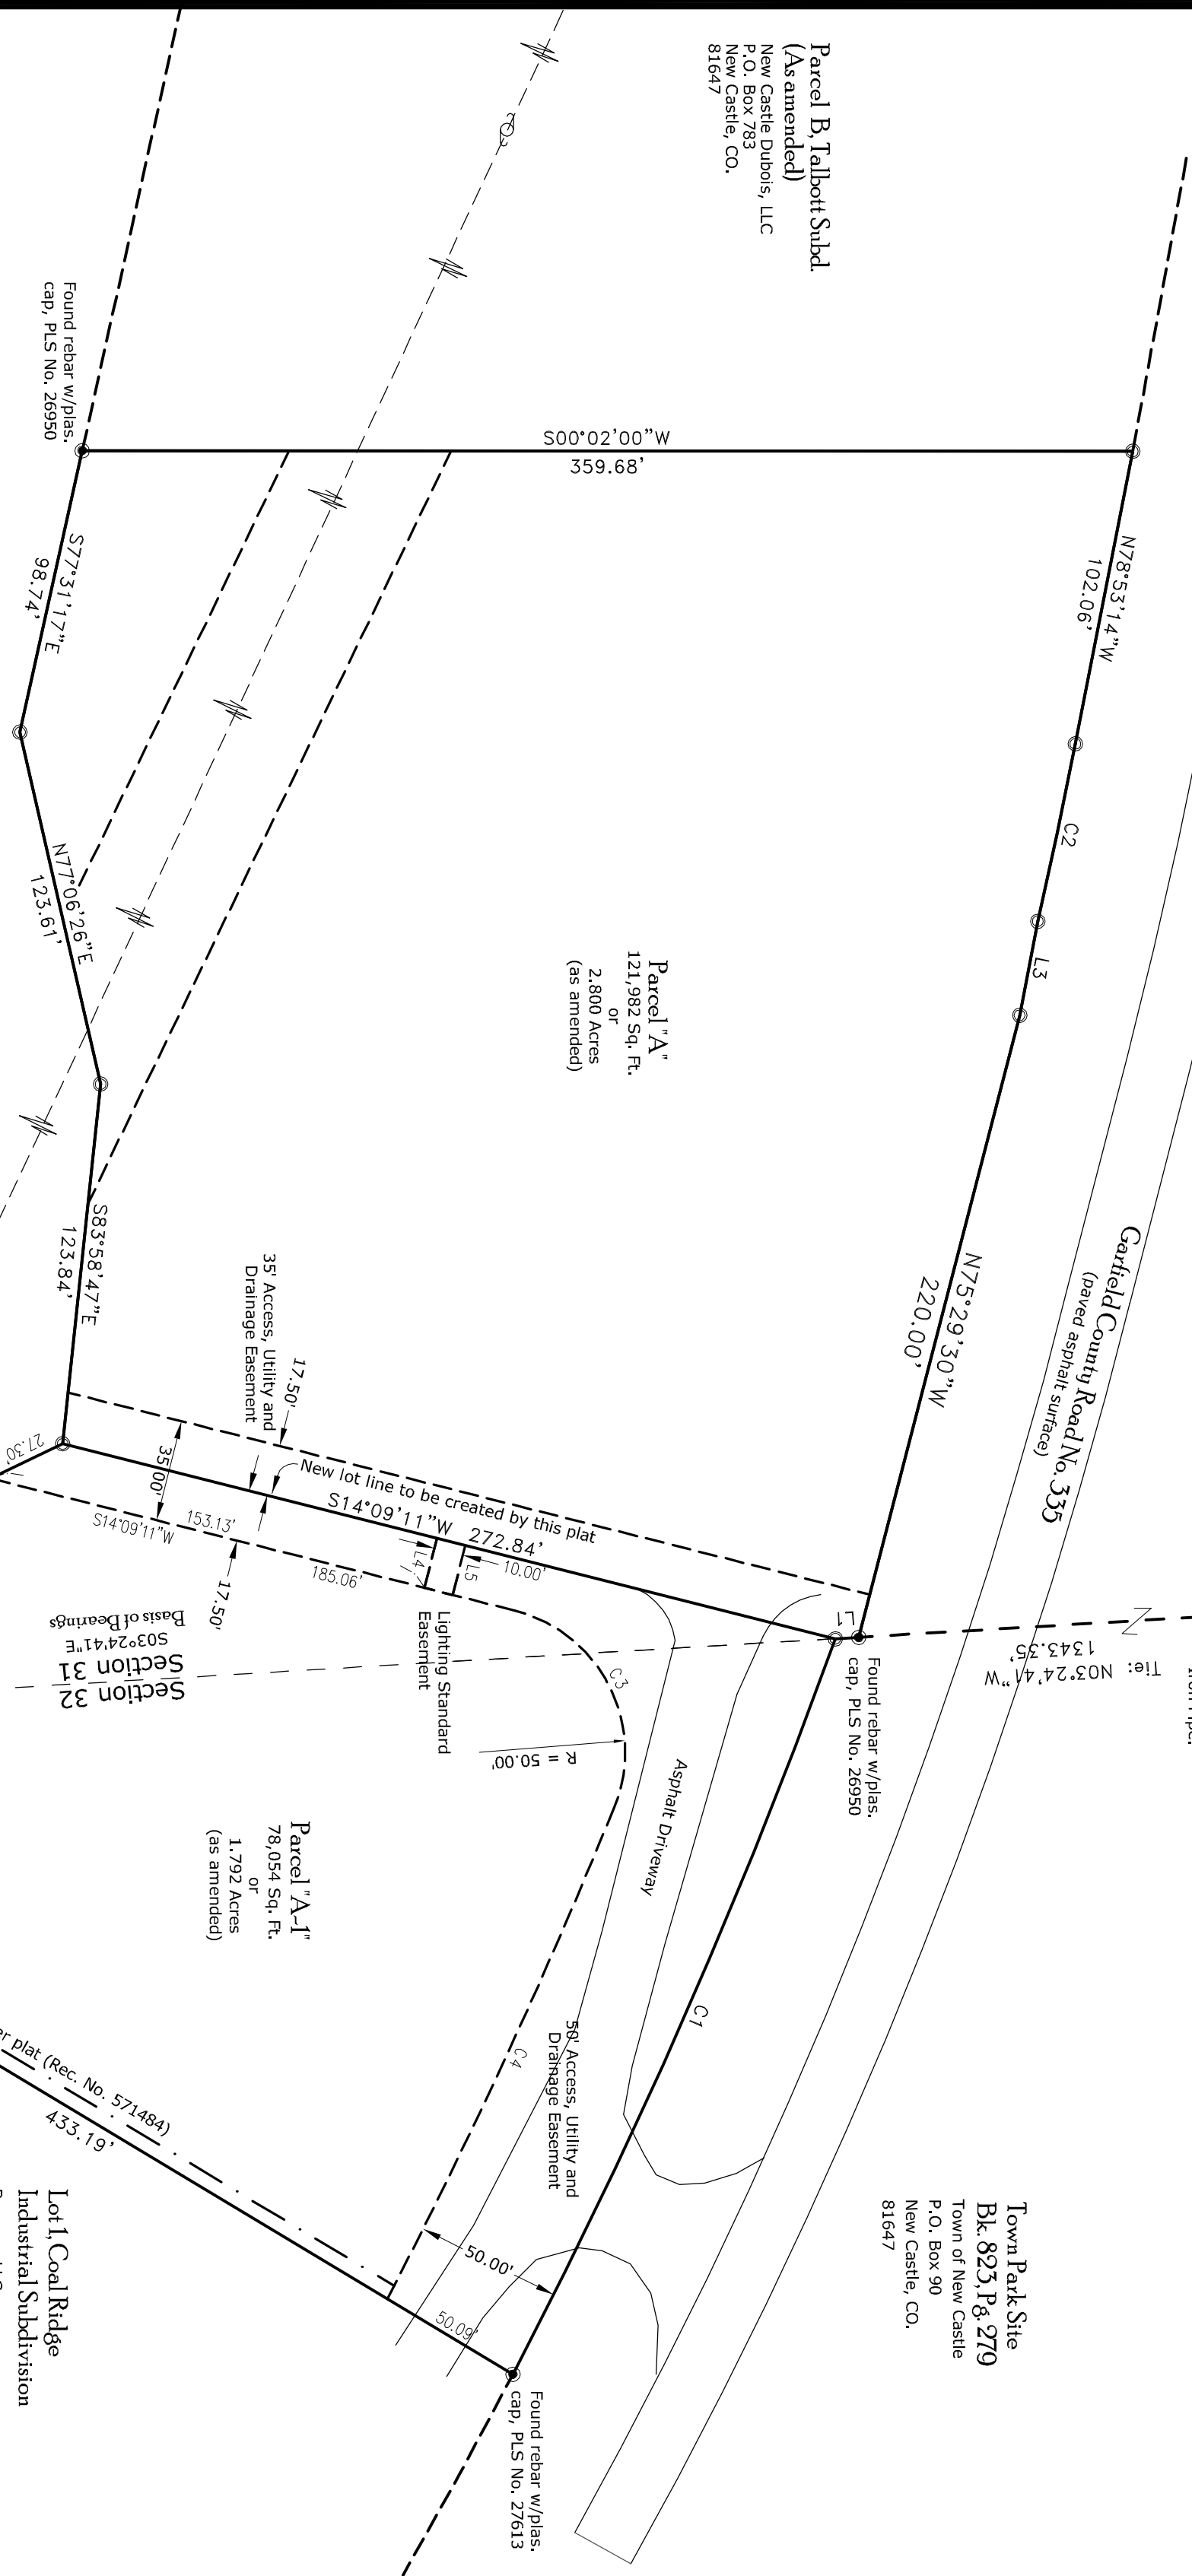 Parcel B, Talbott Subd.
(As amended)
New Castle Dubois, LLC
P.O. Box 783
New Castle, CO.
81647
Found rebar w/plas.
cap, PLS No. 26950
S00°02'00"W
359.68'
N78°53'14"W
102.06'
C2
L3
S77°31'17"E
98.74'
N77°06'26"E
123.61'
S83°58'47"E
123.84'
Parcel "A"
121,982 Sq. Ft.
or
2.800 Acres
(as amended)
Garfield County Road No. 335
(paved asphalt surface)
N75°29'30"W
220.00'
35' Access, Utility and
Drainage Easement
17.50'
35.00'
27.30'
New lot line to be created by this plat
S14°09'11"W 272.84'
S14°09'11"W
153.13'
185.06'
17.50'
L4
L5
10.00'
Lighting Standard
Easement
L1
Tie: N03°24'41"W
1343.35'
Found rebar w/plas.
cap, PLS No. 26950
Section 32
Section 31
S03°24'41"E
Basis of Bearings
C3
R = 50.00'
Asphalt Driveway
Parcel "A-1"
78,054 Sq. Ft.
or
1.792 Acres
(as amended)
C1
C4
50' Access, Utility and
Drainage Easement
plat (Rec. No. 571484)
433.19'
50.00'
50.09'
Town Park Site
Bk. 823, Pg. 279
Town of New Castle
P.O. Box 90
New Castle, CO.
81647
Lot 1, Coal Ridge
Industrial Subdivision
Found rebar w/plas.
cap, PLS No. 27613